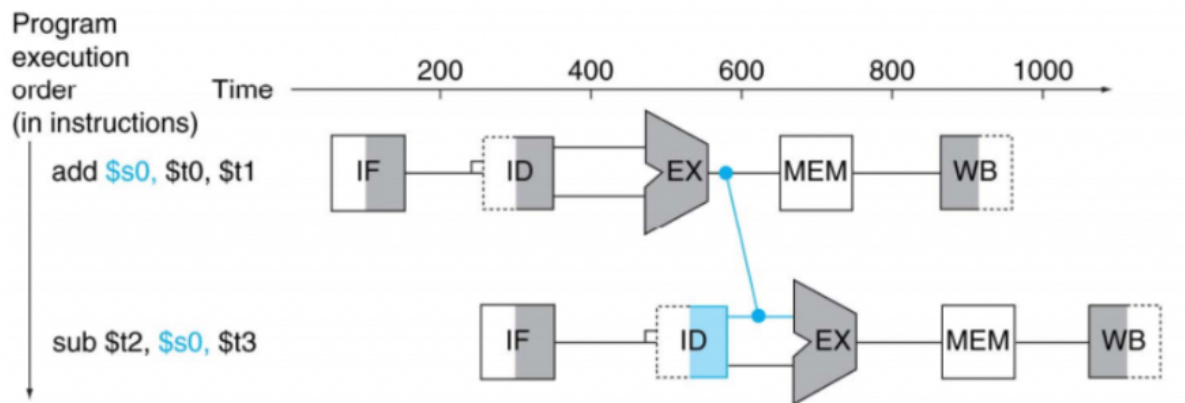 Program
execution
order
(in instructions)
Time
200 400 600 800 1000
add $s0, $t0, $t1
IF ID EX MEM WB
sub $t2, $s0, $t3
IF ID EX MEM WB